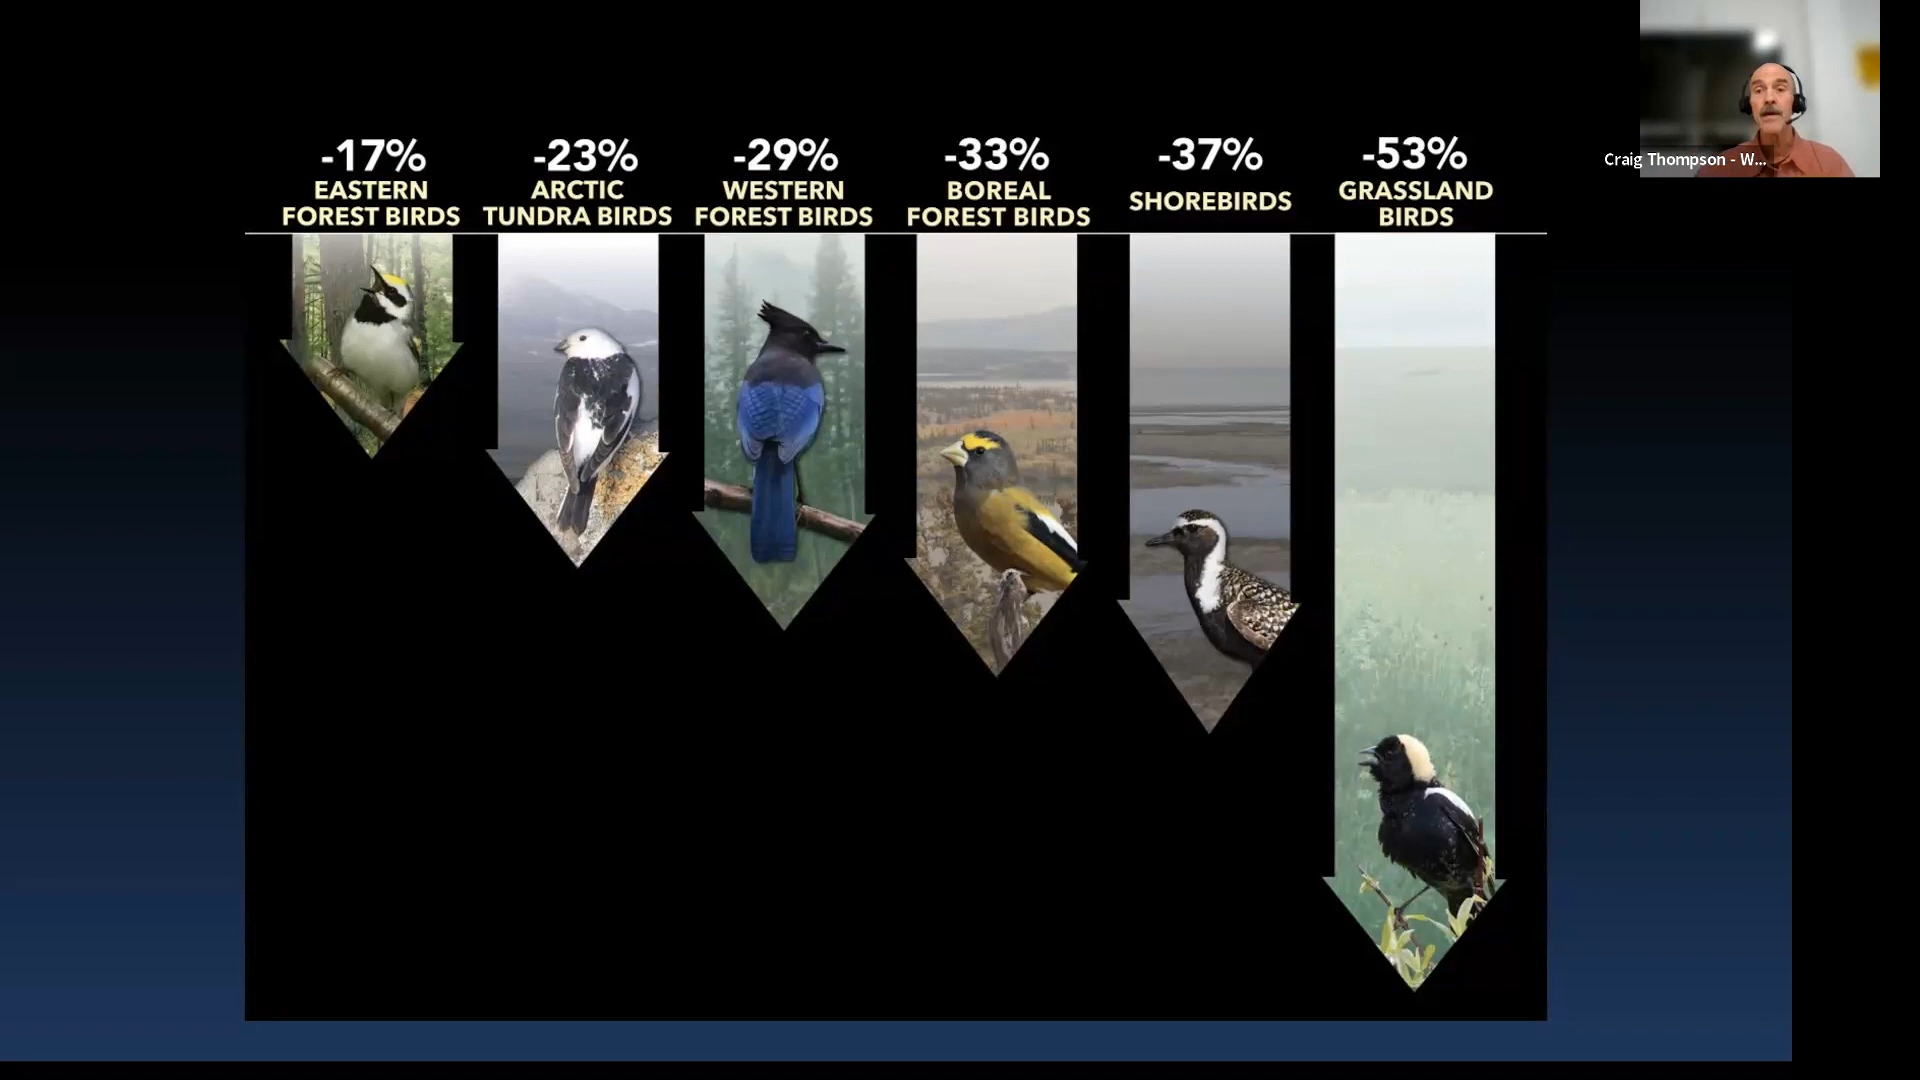 -17%
EASTERN
FOREST BIRDS
-23%
ARCTIC
TUNDRA BIRDS
-29%
WESTERN
FOREST BIRDS
-33%
BOREAL
FOREST BIRDS
-37%
SHOREBIRDS
-53%
GRASSLAND
BIRDS
Craig Thompson - W...